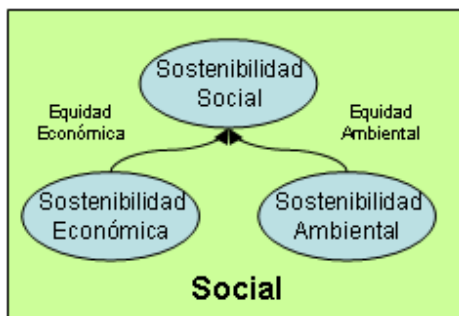 Sostenibilidad
Social
Equidad
Económica
Equidad
Ambiental
Sostenibilidad
Económica
Sostenibilidad
Ambiental
Social